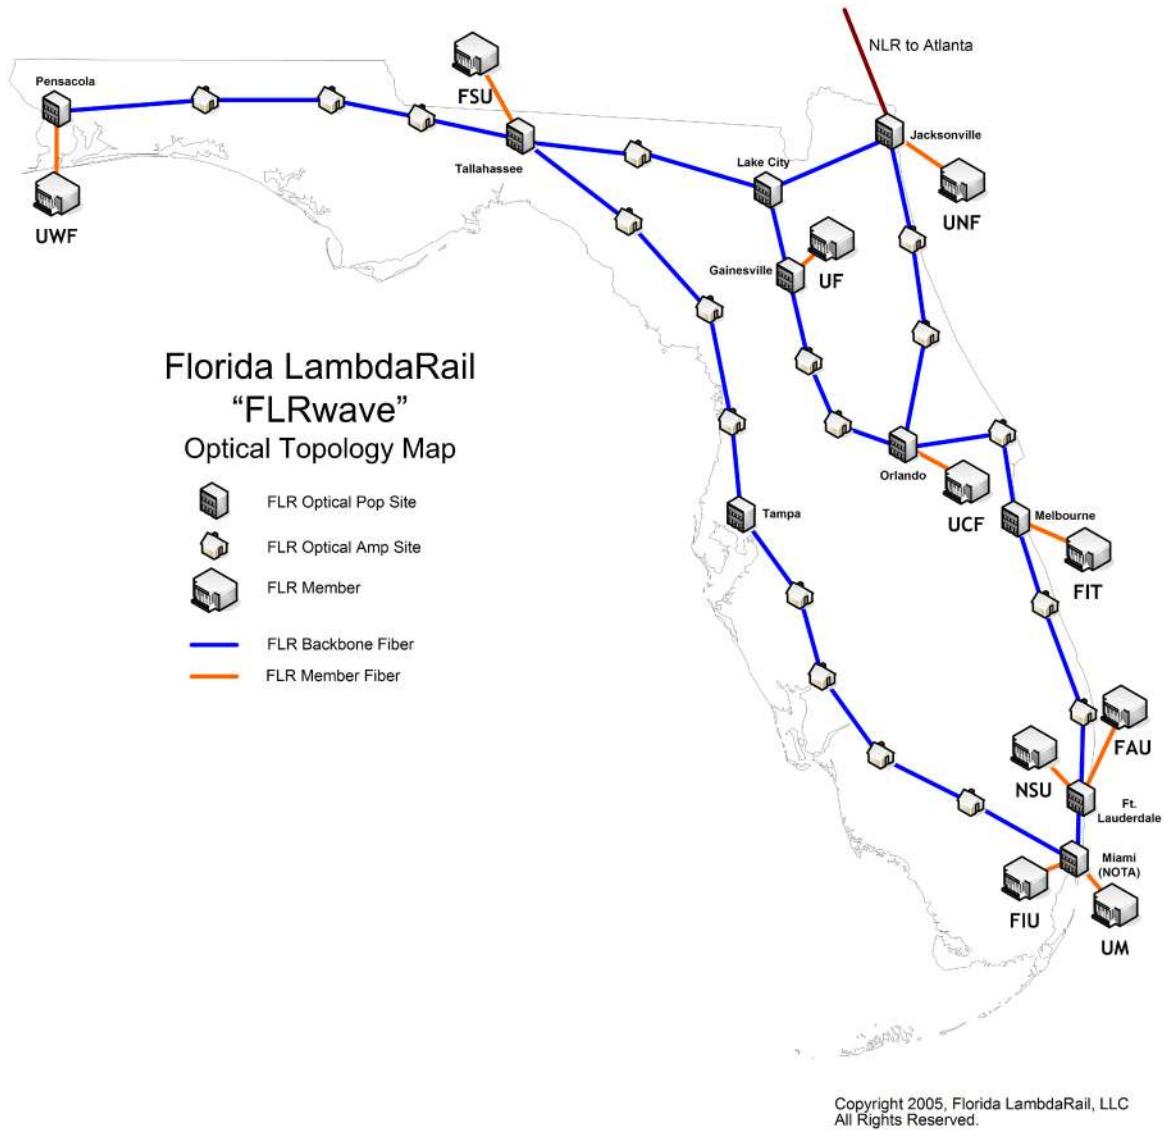 NLR to Atlanta
Pensacola
FSU
Jacksonville
Tallahassee
Lake City
UWF
UNF
Gainesville
UF
Florida LambdaRail
“FLRwave”
Optical Topology Map
Orlando
FLR Optical Pop Site
UCF
Tampa
Melbourne
FLR Optical Amp Site
FIT
FLR Member
FLR Backbone Fiber
FLR Member Fiber
FAU
NSU
Ft.
Lauderdale
Miami
(NOTA)
FIU
UM
Copyright 2005, Florida LambdaRail, LLC
All Rights Reserved.